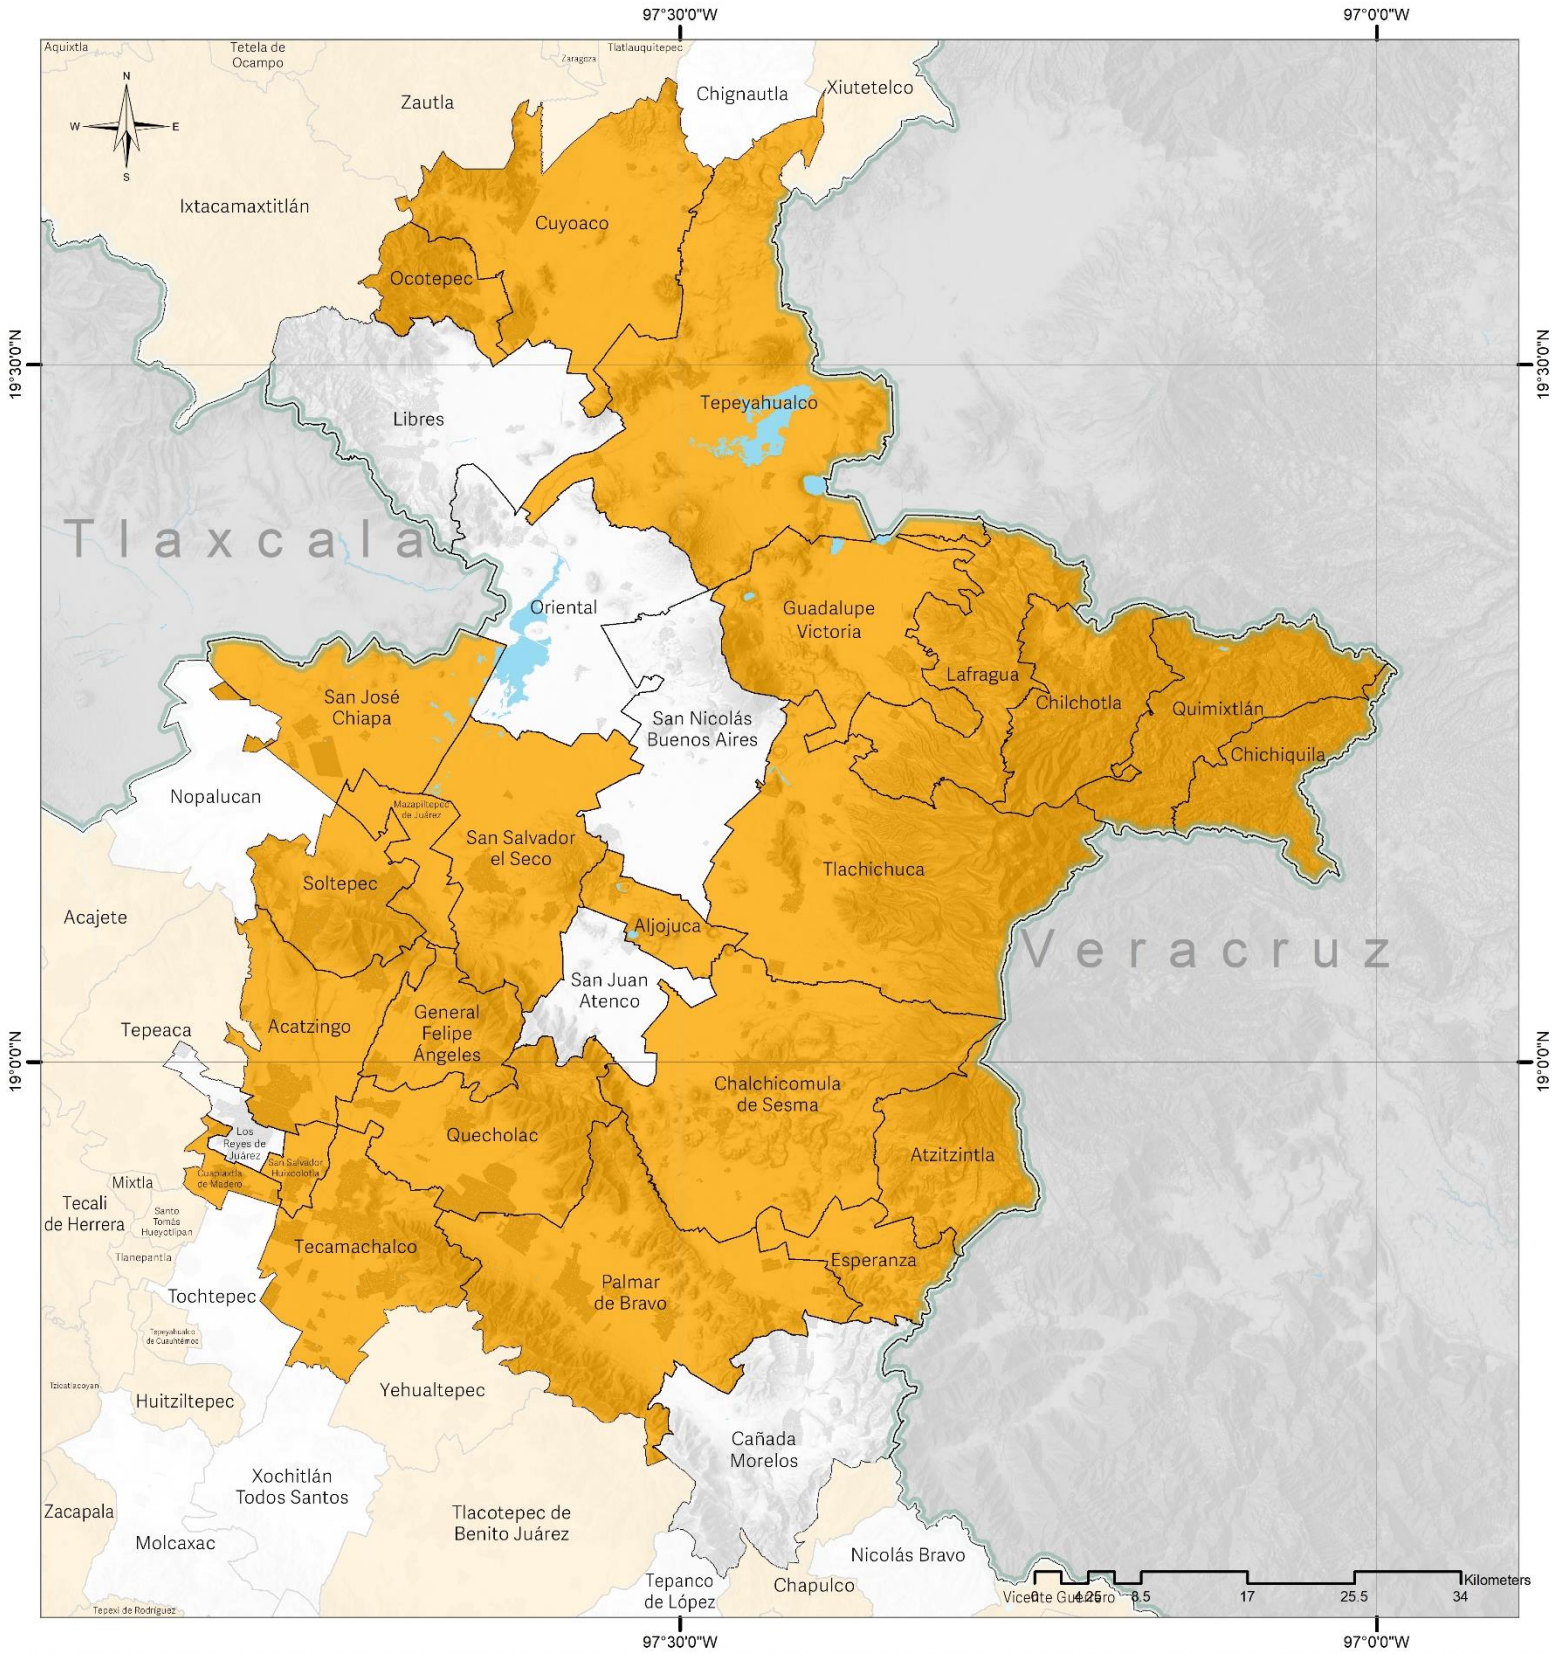 97°30'0"W
97°0'0"W
Aquixtla
Tetela de
Ocampo
Tlatlauquitepec
Zaragoza
Chignautla
Xiutetelco
Zautla
N
W
E
S
Ixtacamaxtitlán
Cuyoaco
Ocotepec
19°30'0"N
19°30'0"N
Libres
Tepeyahualco
Tlaxcala
Oriental
Guadalupe
Victoria
Lafragua
Chilchotla
Quimixtlán
San José
Chiapa
San Nicolás
Buenos Aires
Chichiquila
Nopalucan
Mazapiltepec
de Juárez
San Salvador
el Seco
Tlachichuca
Soltepec
Acajete
Aljojuca
Veracruz
San Juan
Atenco
Tepeaca
Acatzingo
General
Felipe
Ángeles
19°0'0"N
19°0'0"N
Chalchicomula
de Sesma
Los
Reyes de
Juárez
Quecholac
Atzitzintla
San Salvador
Huixcolotla
Cuapiaxtla
de Madero
Mixtla
Tecali
de Herrera
Santo
Tomás
Hueyotlipan
Tlanepantla
Tecamachalco
Esperanza
Palmar
de Bravo
Tochtepec
Tepeyahualco
de Cuauhtémoc
Tzicatlacoyan
Huitziltepec
Yehualtepec
Cañada
Morelos
Xochitlán
Todos Santos
Zacapala
Tlacotepec de
Benito Juárez
Molcaxac
Nicolás Bravo
Tepanco
de López
Chapulco
Vicente Guerrero
Kilometers
0 4.25 8.5 17 25.5 34
Tepexi de Rodríguez
97°30'0"W
97°0'0"W